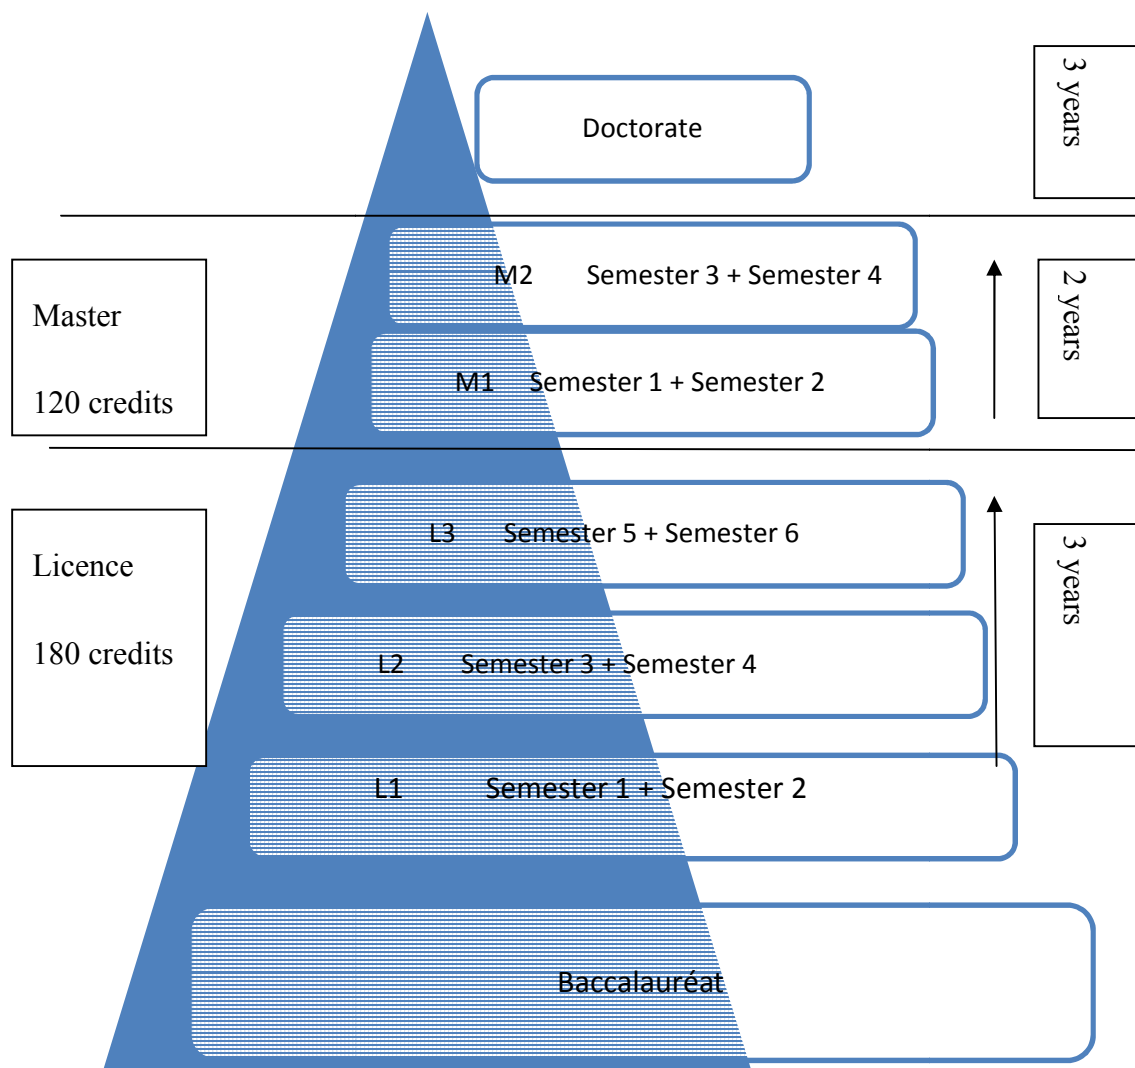 Doctorate
3 years
Master
120 credits
M2 Semester 3 + Semester 4
M1 Semester 1 + Semester 2
2 years
Licence
180 credits
L3 Semester 5 + Semester 6
L2 Semester 3 + Semester 4
L1 Semester 1 + Semester 2
3 years
Baccalauréat